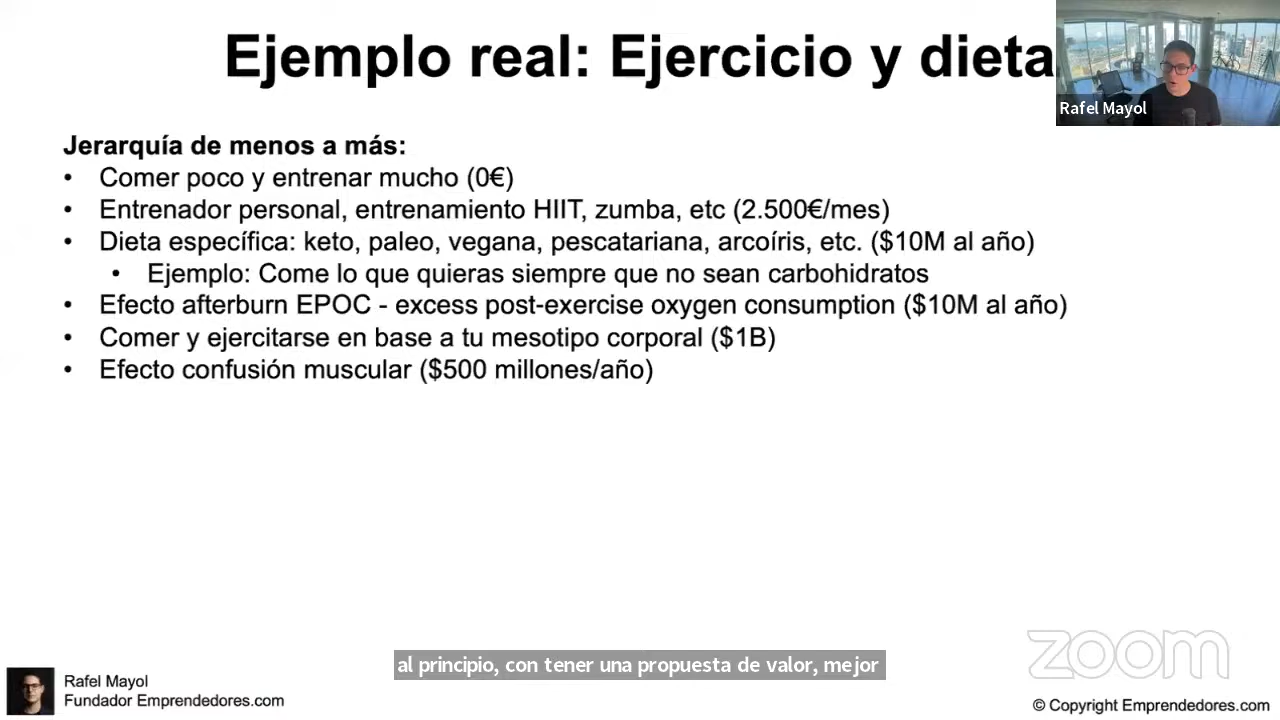 Ejemplo real: Ejercicio y dieta
Rafel Mayol
Jerarquía de menos a más:
• Comer poco y entrenar mucho (0€)
• Entrenador personal, entrenamiento HIIT, zumba, etc (2.500€/mes)
• Dieta específica: keto, paleo, vegana, pescatariana, arcoíris, etc. ($10M al año)
• Ejemplo: Come lo que quieras siempre que no sean carbohidratos
• Efecto afterburn EPOC - excess post-exercise oxygen consumption ($10M al año)
• Comer y ejercitarse en base a tu mesotipo corporal ($1B)
• Efecto confusión muscular ($500 millones/año)
al principio, con tener una propuesta de valor, mejor
zoom
Rafel Mayol
Fundador Emprendedores.com
© Copyright Emprendedores.com